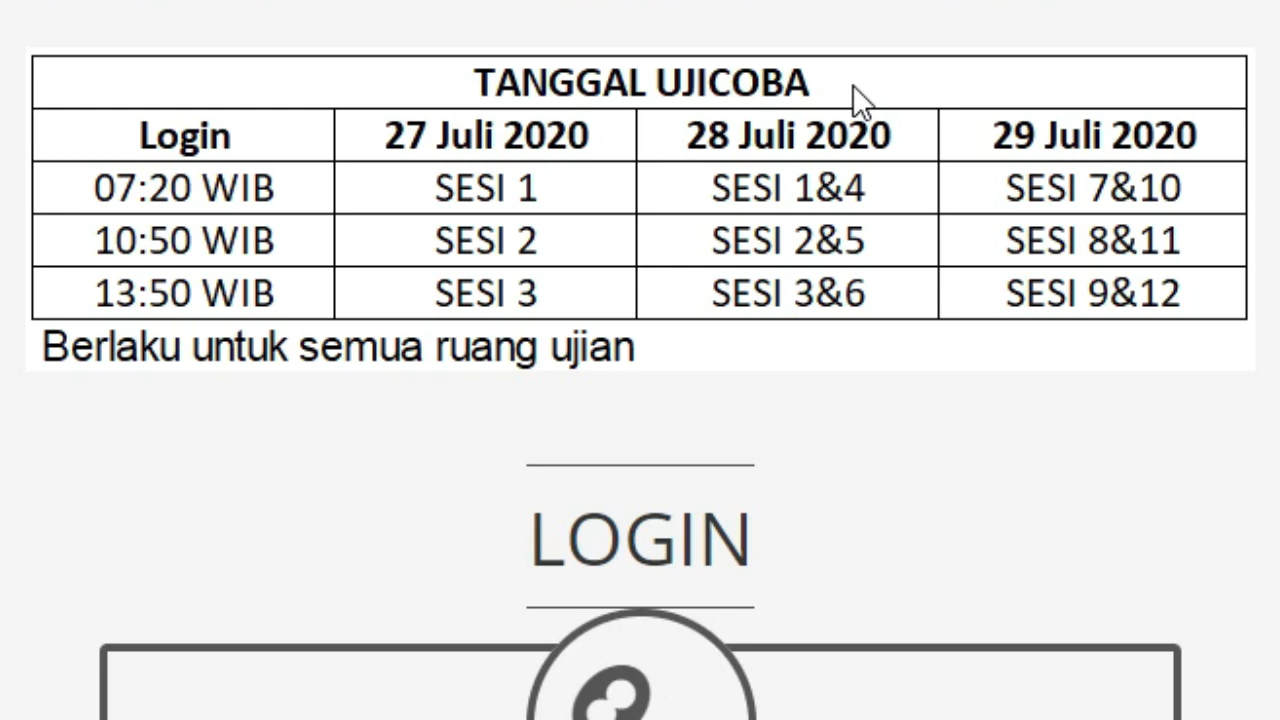 TANGGAL UJICOBA
Login 27 Juli 2020 28 Juli 2020 29 Juli 2020
07:20 WIB SESI 1 SESI 1&4 SESI 7&10
10:50 WIB SESI 2 SESI 2&5 SESI 8&11
13:50 WIB SESI 3 SESI 3&6 SESI 9&12
Berlaku untuk semua ruang ujian
LOGIN